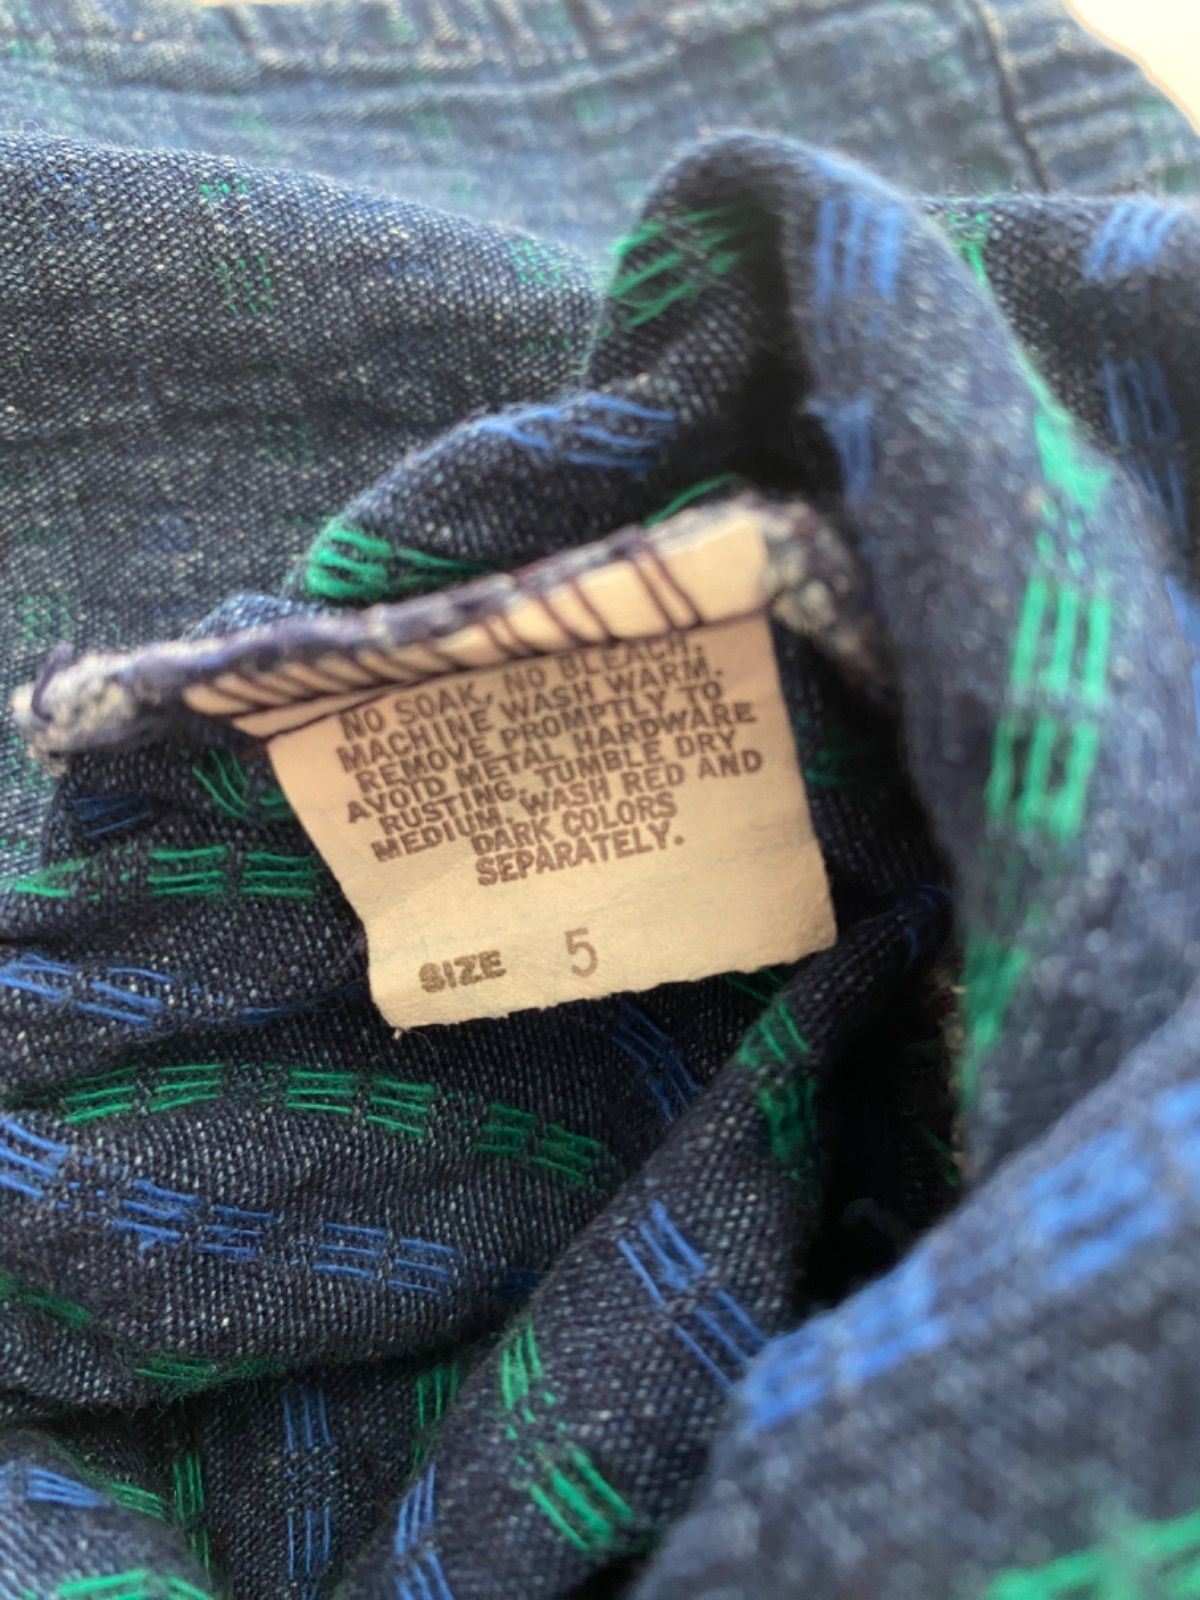 NO SOAK, NO BLEACH.
MACHINE WASH WARM.
REMOVE PROMPTLY TO
AVOID METAL HARDWARE
RUSTING. TUMBLE DRY
MEDIUM. WASH RED AND
DARK COLORS
SEPARATELY.
SIZE 5